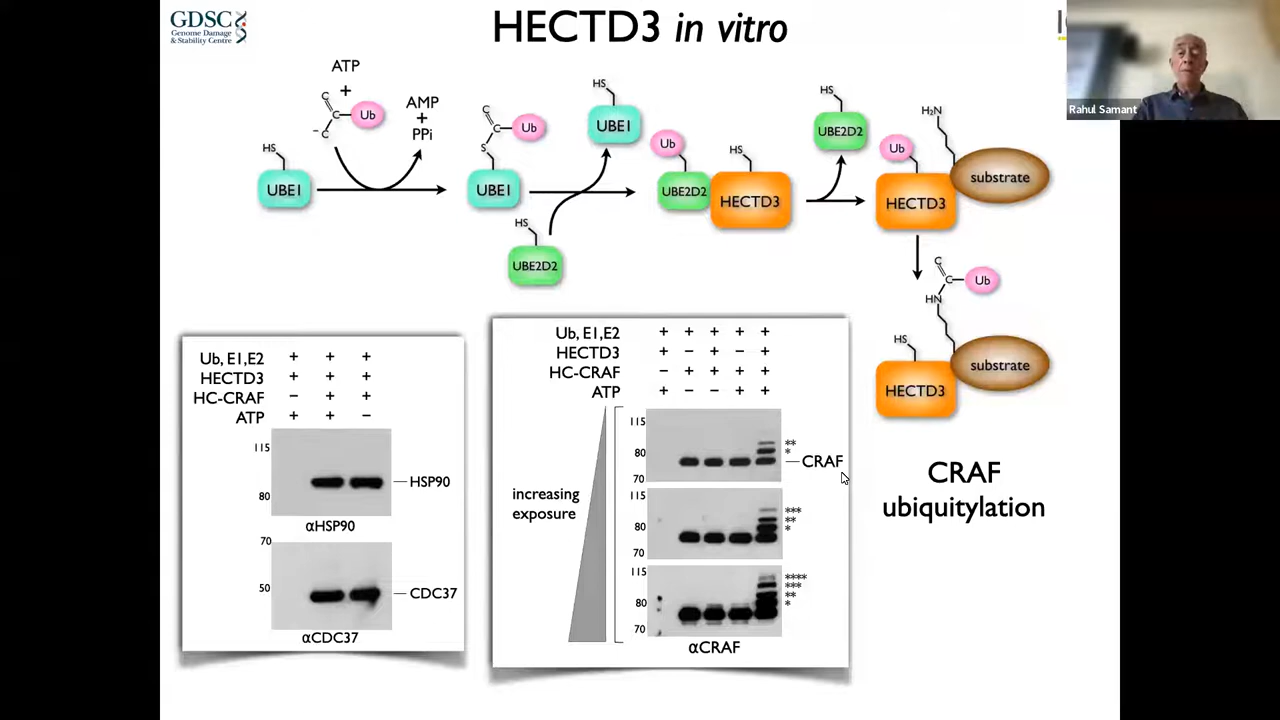 GDSC
Genome Damage
& Stability Centre
HECTD3 in vitro
Rahul Samant
ATP
+
Ub
AMP
+
PPi
HS
UBE1
C
C
Ub
S
UBE1
HS
UBE1
HS
UBE2D2
Ub
UBE2D2
HS
HECTD3
HS
UBE2D2
Ub
HECTD3
H₂N
substrate
C
C
Ub
HN
HS
HECTD3
substrate
Ub, E1,E2 + + +
HECTD3 + + +
HC-CRAF − + +
ATP + + −
115
80
HSP90
αHSP90
70
50
CDC37
αCDC37
Ub, E1,E2 + + + + +
HECTD3 + − + − +
HC-CRAF − + + + +
ATP + − − + +
increasing
exposure
115
80
70
**
*
CRAF
115
80
70
***
**
*
115
80
70
****
***
**
*
αCRAF
CRAF
ubiquitylation